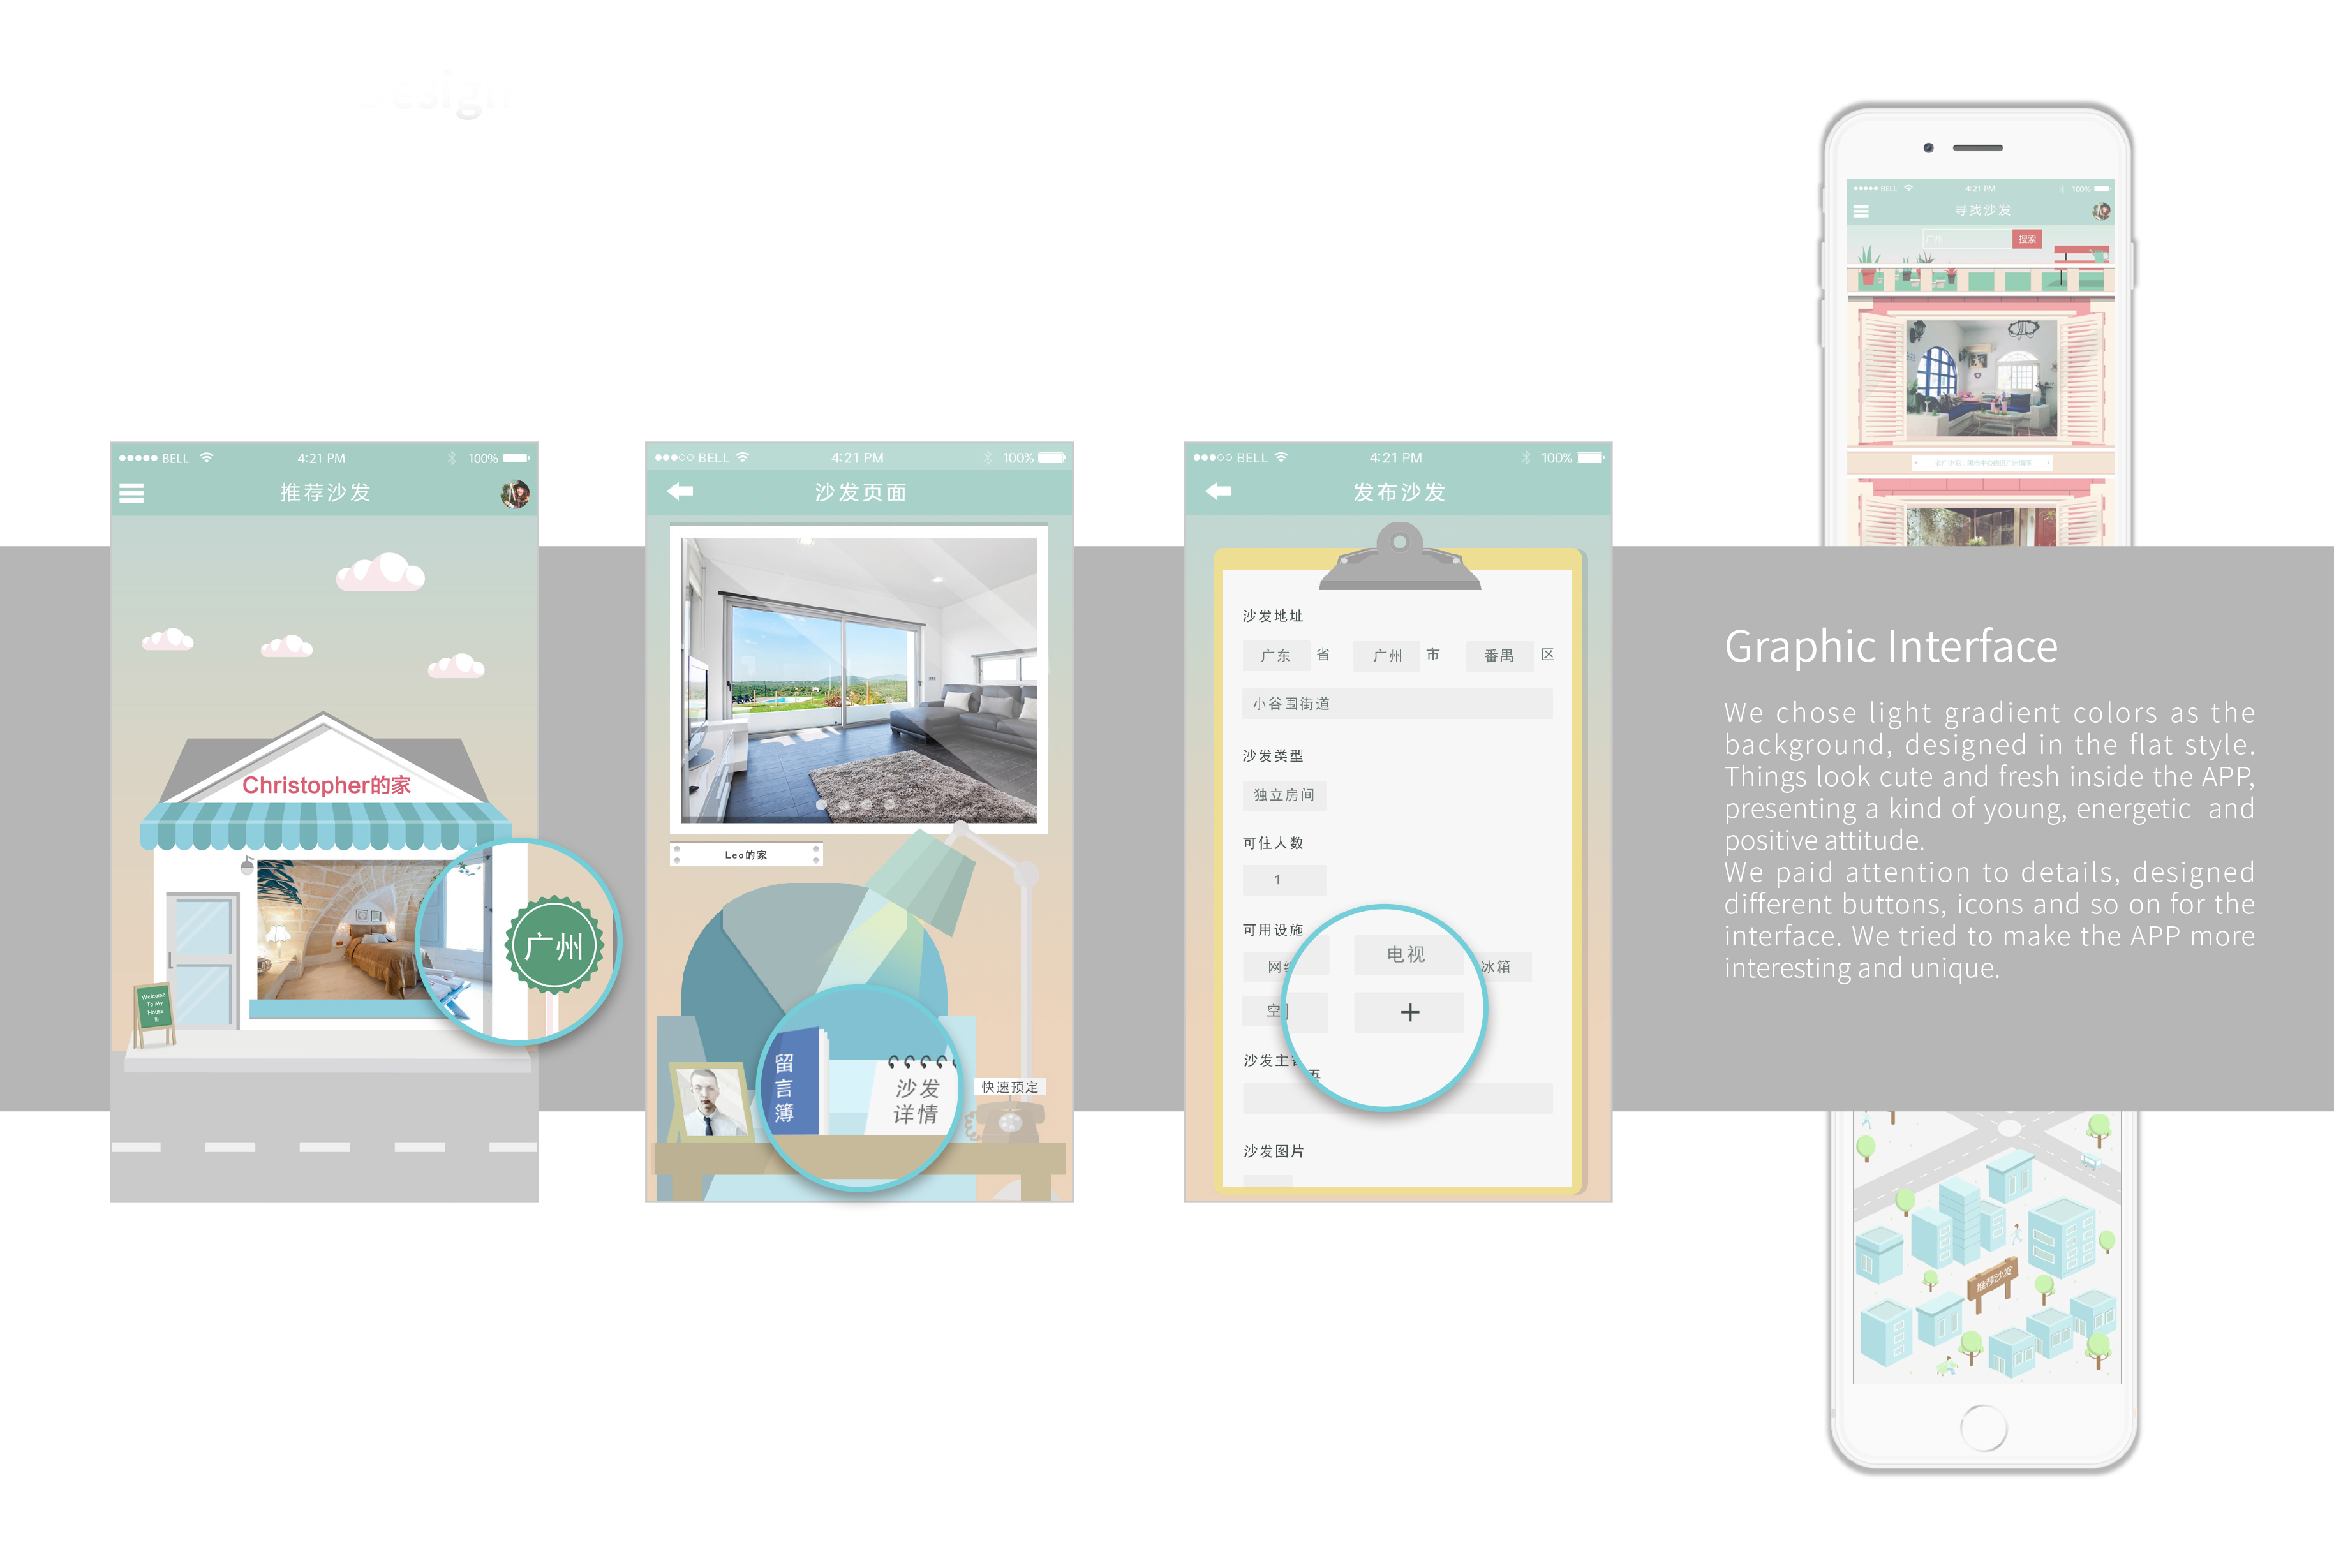 Design
BELL
4:21 PM
100%
推荐沙发
Christopher的家
广州
Welcome
To My
House
BELL
4:21 PM
100%
沙发页面
Leo的家
留言簿
沙发
详情
快速预定
BELL
4:21 PM
100%
发布沙发
沙发地址
广东 省 广州 市 番禺 区
小谷围街道
沙发类型
独立房间
可住人数
1
可用设施
电视
冰箱
+
沙发主
语
沙发图片
BELL
4:21 PM
100%
寻找沙发
广州
搜索
Graphic Interface
We chose light gradient colors as the
background, designed in the flat style.
Things look cute and fresh inside the APP,
presenting a kind of young, energetic and
positive attitude.
We paid attention to details, designed
different buttons, icons and so on for the
interface. We tried to make the APP more
interesting and unique.
推荐沙发